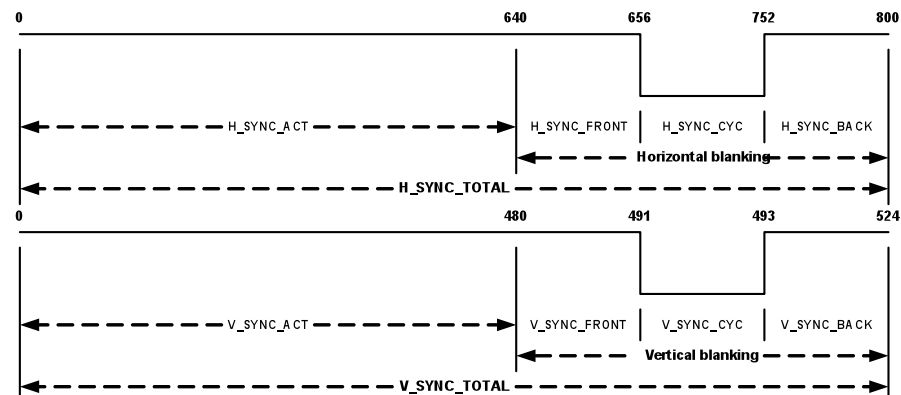 0 640 656 752 800
H_SYNC_ACT H_SYNC_FRONT H_SYNC_CYC H_SYNC_BACK
Horizontal blanking
H_SYNC_TOTAL
0 480 491 493 524
V_SYNC_ACT V_SYNC_FRONT V_SYNC_CYC V_SYNC_BACK
Vertical blanking
V_SYNC_TOTAL